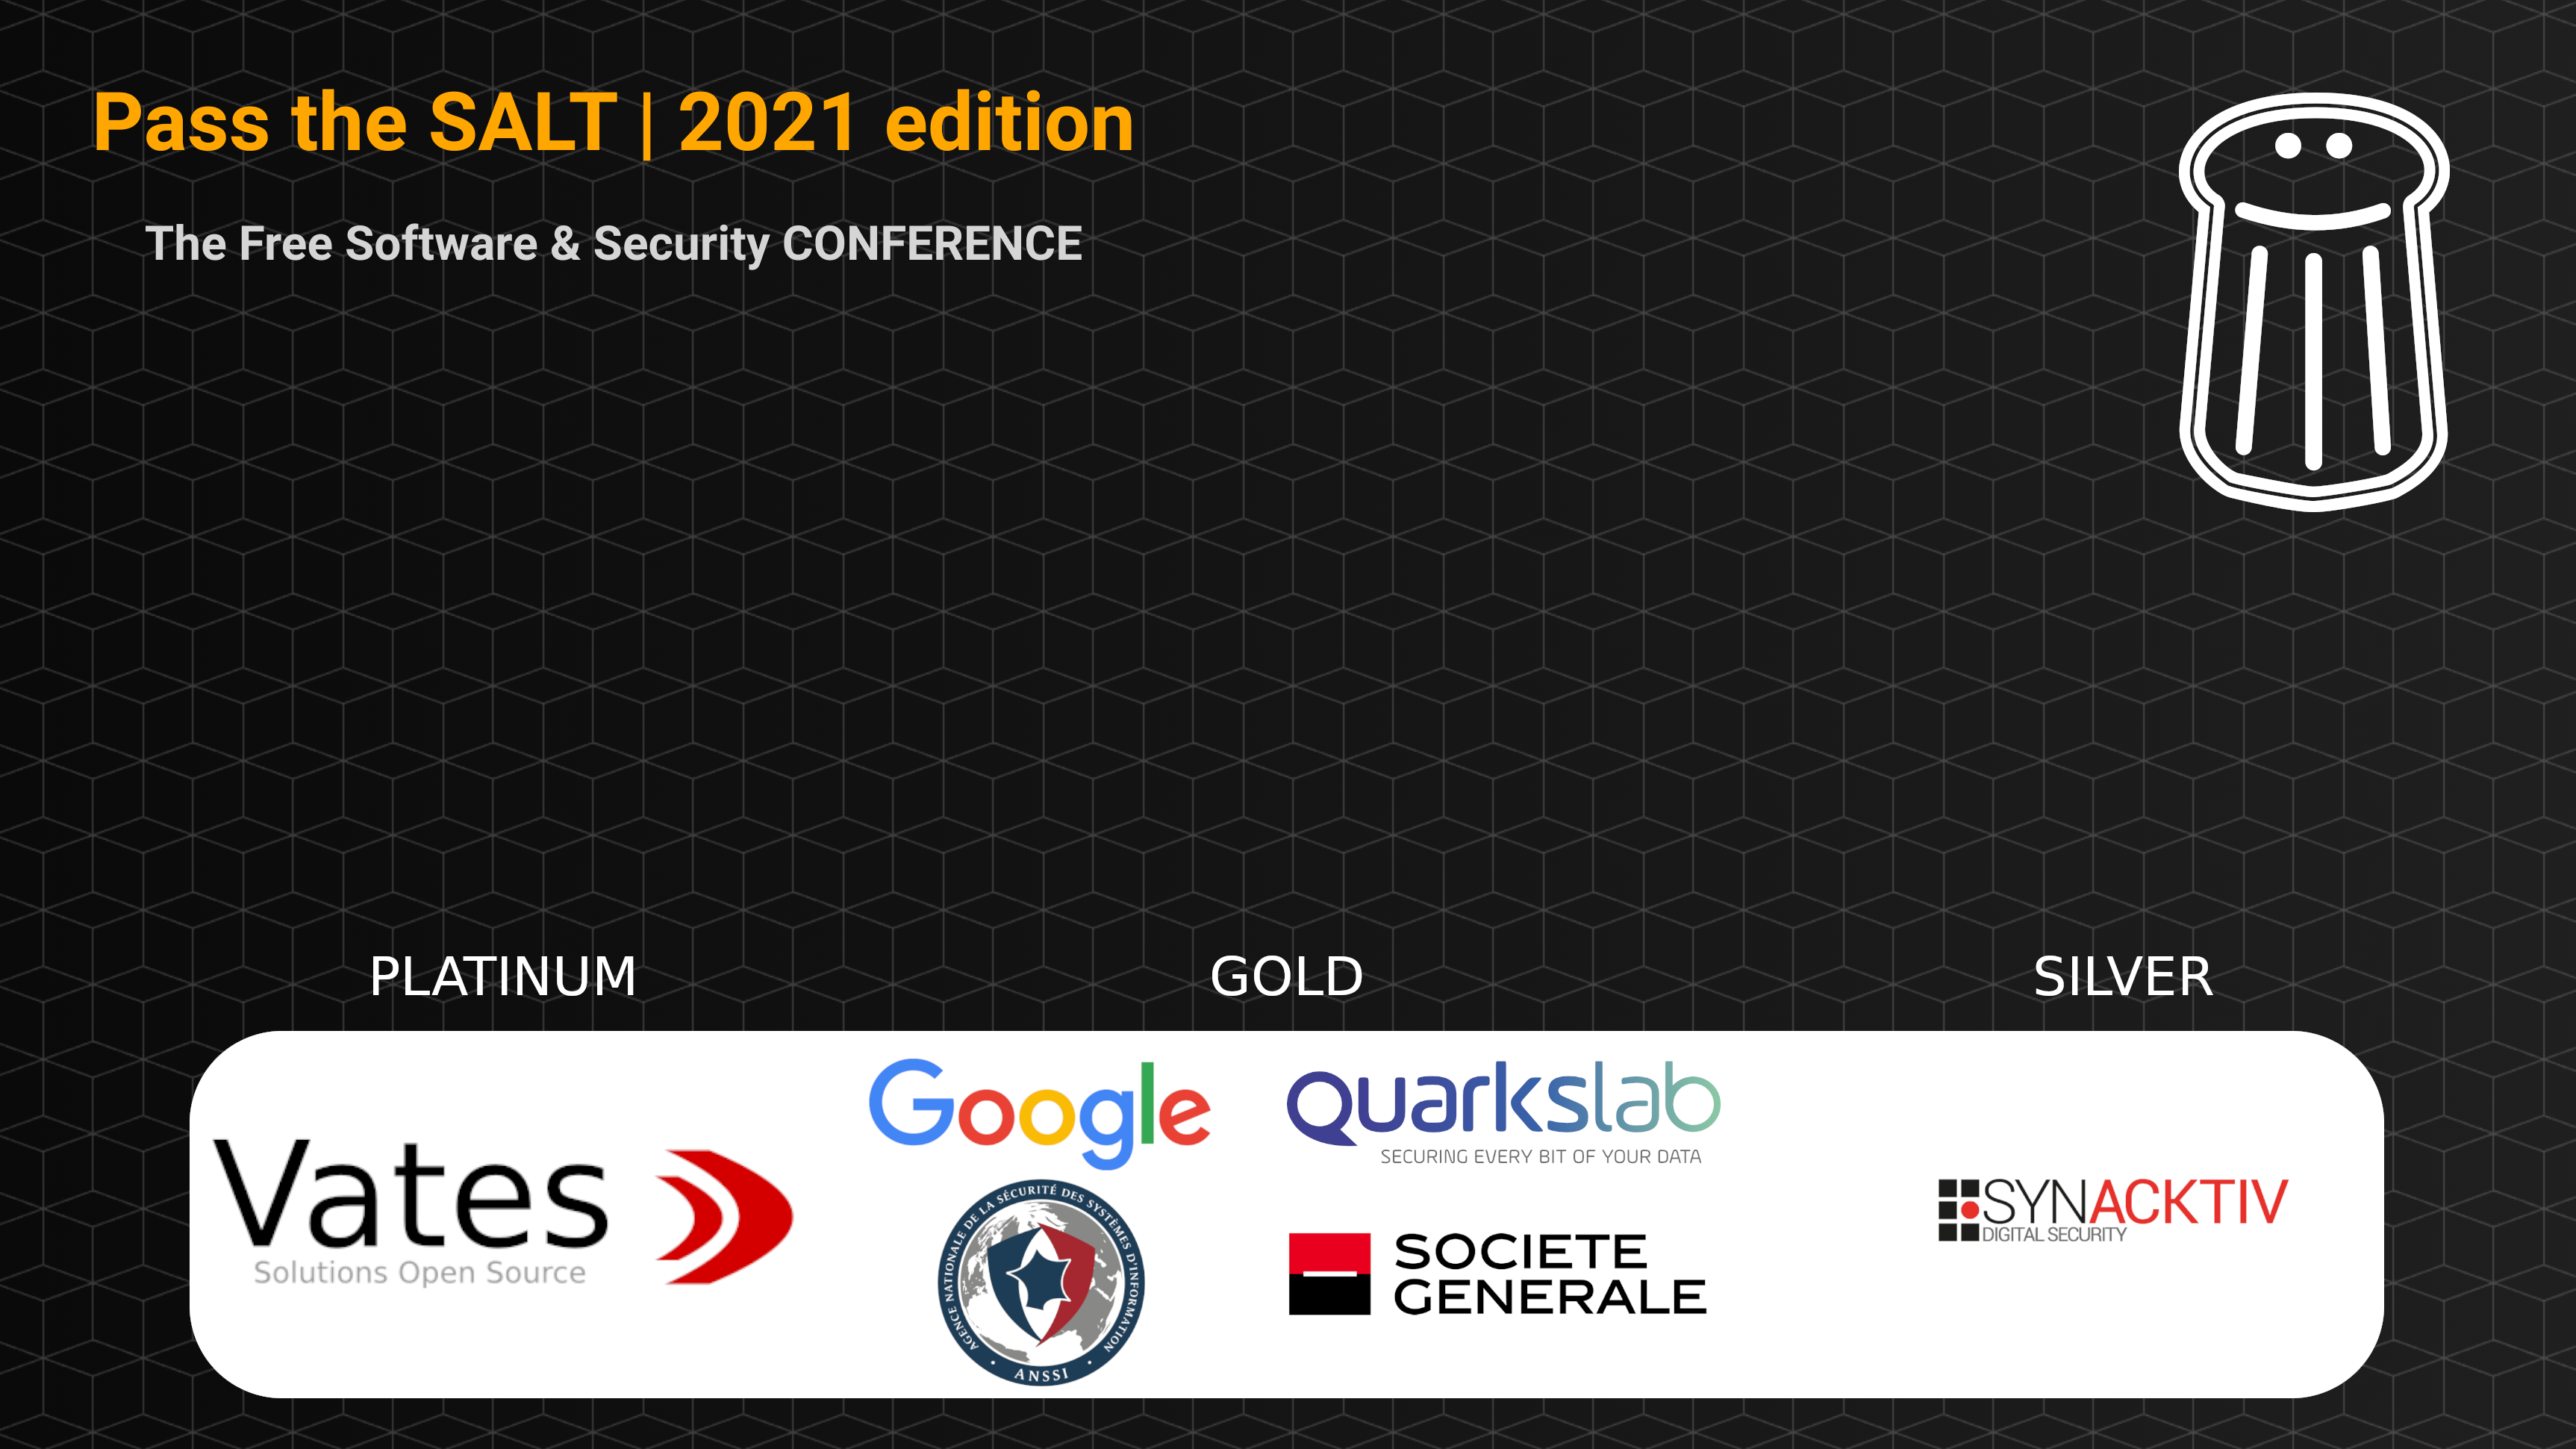 Pass the SALT | 2021 edition
The Free Software & Security CONFERENCE
PLATINUM
GOLD
SILVER
Vates
Solutions Open Source
Google
Quarkslab
SECURING EVERY BIT OF YOUR DATA
AGENCE NATIONALE DE LA SÉCURITÉ DES SYSTÈMES D'INFORMATION
ANSSI
SOCIETE
GENERALE
SYNACKTIV
DIGITAL SECURITY